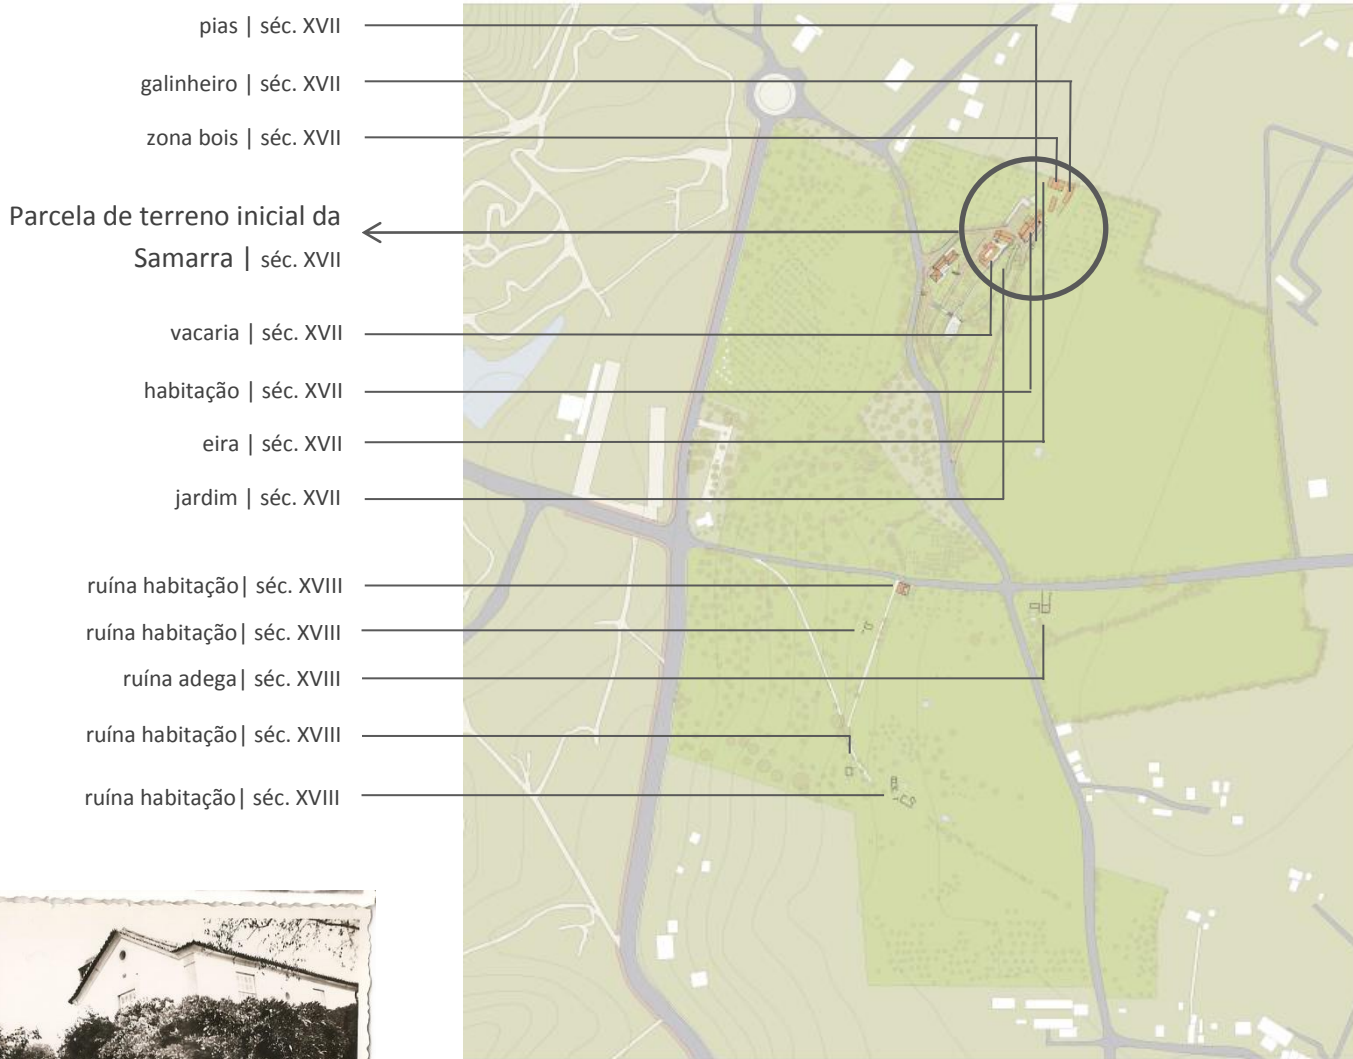 pias | séc. XVII
galinheiro | séc. XVII
zona bois | séc. XVII
Parcela de terreno inicial da
Samarra | séc. XVII
vacaria | séc. XVII
habitação | séc. XVII
eira | séc. XVII
jardim | séc. XVII
ruína habitação| séc. XVIII
ruína habitação| séc. XVIII
ruína adega| séc. XVIII
ruína habitação| séc. XVIII
ruína habitação| séc. XVIII